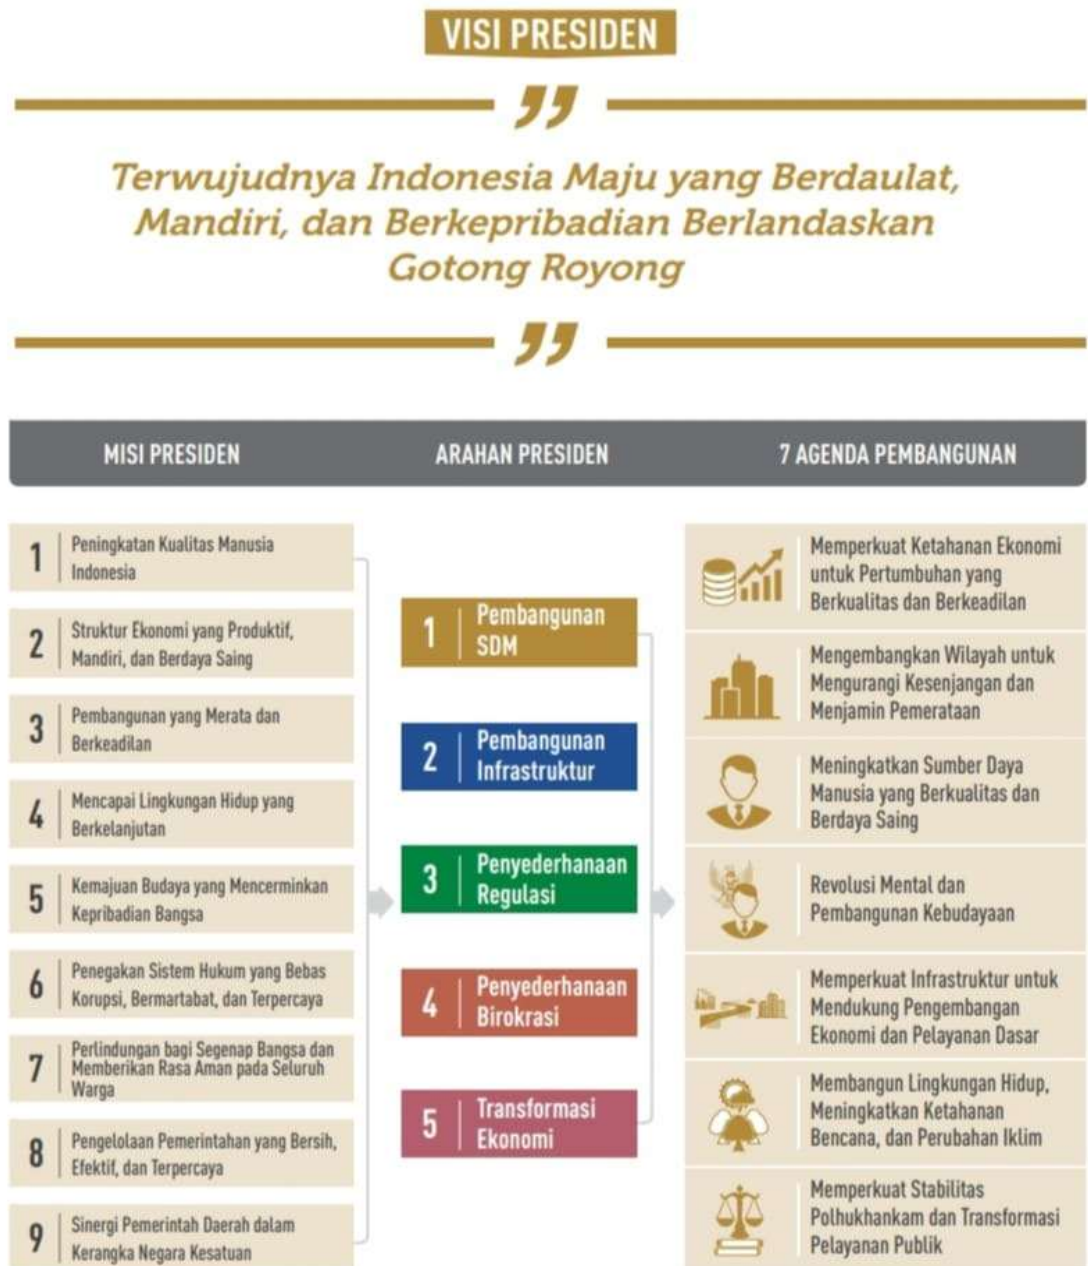 VISI PRESIDEN
”
Terwujudnya Indonesia Maju yang Berdaulat,
Mandiri, dan Berkepribadian Berlandaskan
Gotong Royong
”
MISI PRESIDEN
1
Peningkatan Kualitas Manusia
Indonesia
2
Struktur Ekonomi yang Produktif,
Mandiri, dan Berdaya Saing
3
Pembangunan yang Merata dan
Berkeadilan
4
Mencapai Lingkungan Hidup yang
Berkelanjutan
5
Kemajuan Budaya yang Mencerminkan
Kepribadian Bangsa
6
Penegakan Sistem Hukum yang Bebas
Korupsi, Bermartabat, dan Terpercaya
7
Perlindungan bagi Segenap Bangsa dan
Memberikan Rasa Aman pada Seluruh
Warga
8
Pengelolaan Pemerintahan yang Bersih,
Efektif, dan Terpercaya
9
Sinergi Pemerintah Daerah dalam
Kerangka Negara Kesatuan
ARAHAN PRESIDEN
1
Pembangunan
SDM
2
Pembangunan
Infrastruktur
3
Penyederhanaan
Regulasi
4
Penyederhanaan
Birokrasi
5
Transformasi
Ekonomi
7 AGENDA PEMBANGUNAN
Memperkuat Ketahanan Ekonomi
untuk Pertumbuhan yang
Berkualitas dan Berkeadilan
Mengembangkan Wilayah untuk
Mengurangi Kesenjangan dan
Menjamin Pemerataan
Meningkatkan Sumber Daya
Manusia yang Berkualitas dan
Berdaya Saing
Revolusi Mental dan
Pembangunan Kebudayaan
Memperkuat Infrastruktur untuk
Mendukung Pengembangan
Ekonomi dan Pelayanan Dasar
Membangun Lingkungan Hidup,
Meningkatkan Ketahanan
Bencana, dan Perubahan Iklim
Memperkuat Stabilitas
Polhukhankam dan Transformasi
Pelayanan Publik